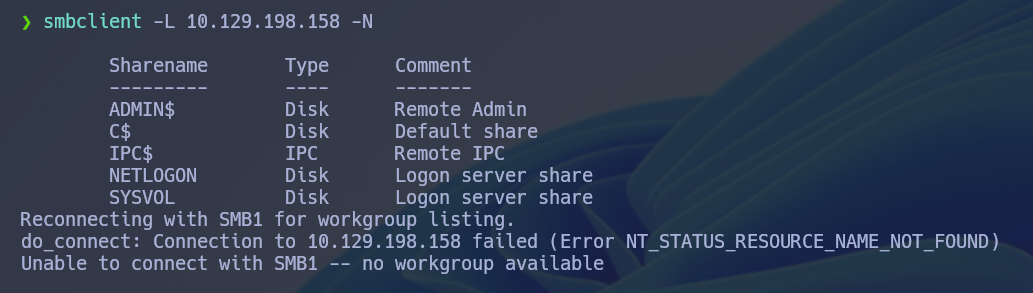 ❯ smbclient -L 10.129.198.158 -N
Sharename Type Comment
--------- ---- -------
ADMIN$ Disk Remote Admin
C$ Disk Default share
IPC$ IPC Remote IPC
NETLOGON Disk Logon server share
SYSVOL Disk Logon server share
Reconnecting with SMB1 for workgroup listing.
do_connect: Connection to 10.129.198.158 failed (Error NT_STATUS_RESOURCE_NAME_NOT_FOUND)
Unable to connect with SMB1 -- no workgroup available